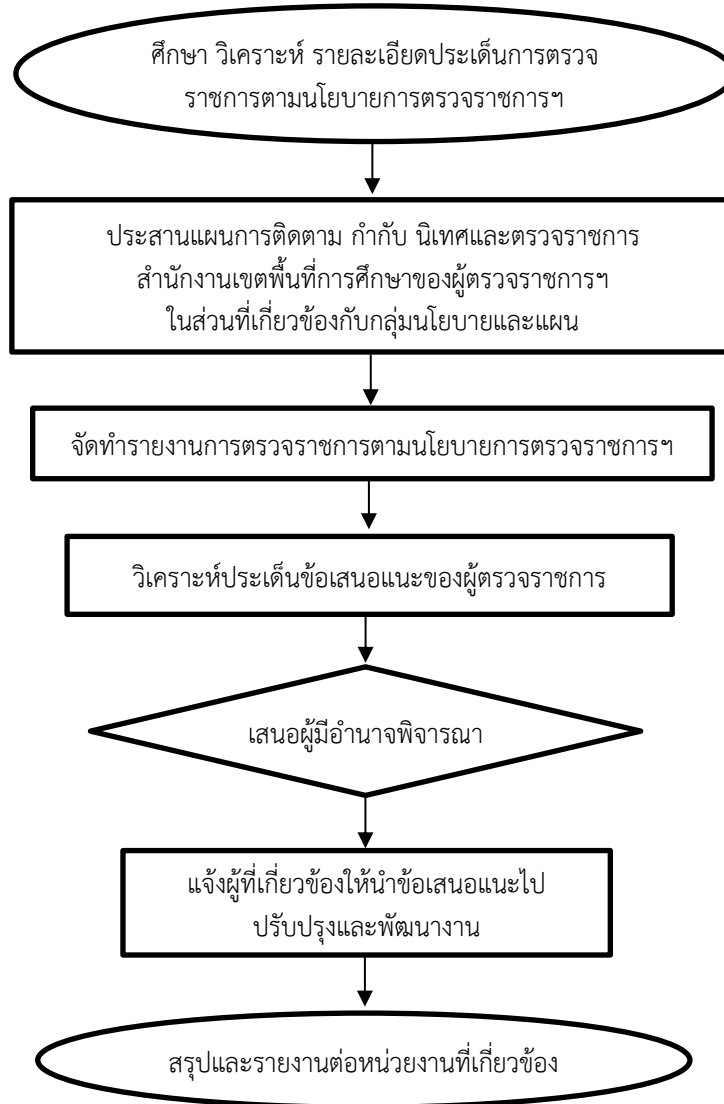 ศึกษา วิเคราะห์ รายละเอียดประเด็นการตรวจ
ราชการตามนโยบายการตรวจราชการฯ
ประสานแผนการติดตาม กำกับ นิเทศและตรวจราชการ
สำนักงานเขตพื้นที่การศึกษาของผู้ตรวจราชการฯ
ในส่วนที่เกี่ยวข้องกับกลุ่มนโยบายและแผน
จัดทำรายงานการตรวจราชการตามนโยบายการตรวจราชการฯ
วิเคราะห์ประเด็นข้อเสนอแนะของผู้ตรวจราชการ
เสนอผู้มีอำนาจพิจารณา
แจ้งผู้ที่เกี่ยวข้องให้นำข้อเสนอแนะไป
ปรับปรุงและพัฒนางาน
สรุปและรายงานต่อหน่วยงานที่เกี่ยวข้อง